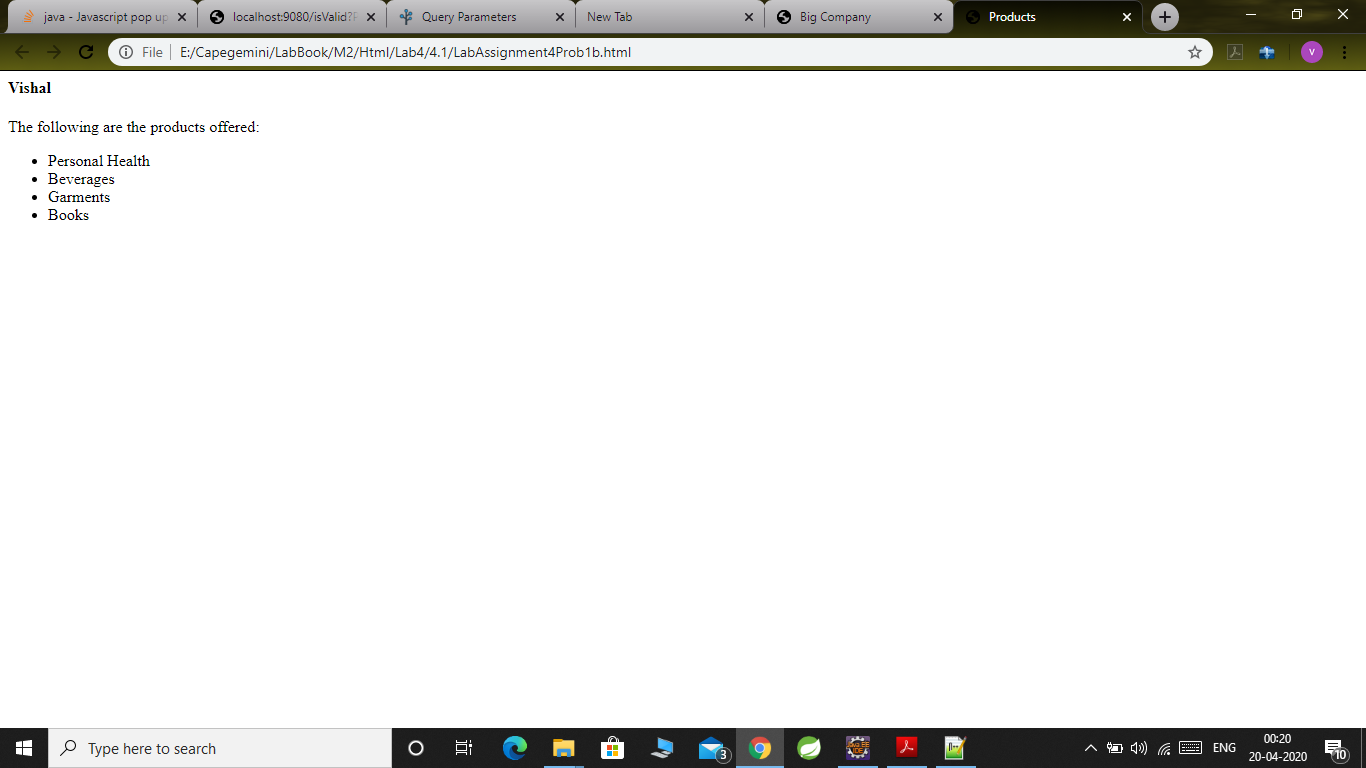 java - Javascript pop up
localhost:9080/isValid?
Query Parameters
New Tab
Big Company
Products
File
E:/Capegemini/LabBook/M2/Html/Lab4/4.1/LabAssignment4Prob1b.html
V
Vishal
The following are the products offered:
• Personal Health
• Beverages
• Garments
• Books
Type here to search
3
ENG
00:20
20-04-2020
10